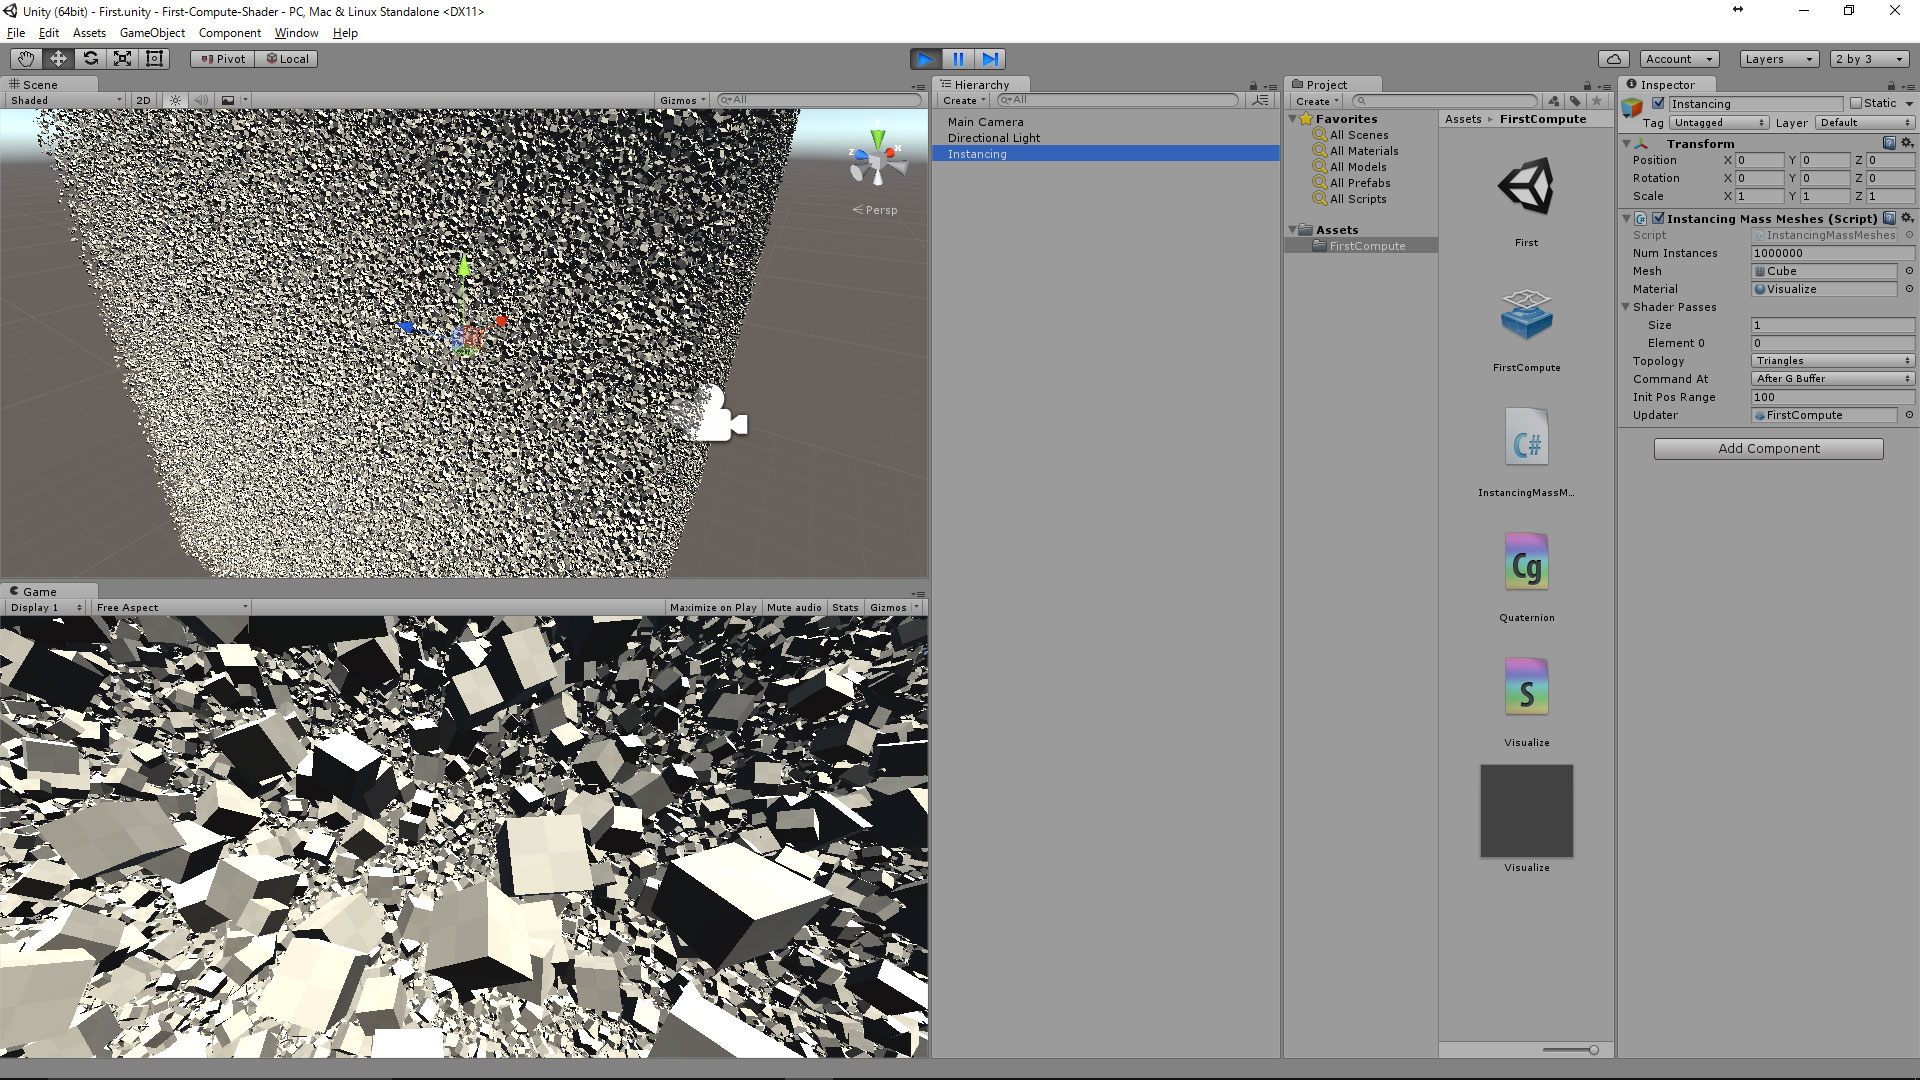 Unity (64bit) - First.unity - First-Compute-Shader - PC, Mac & Linux Standalone <DX11>
File Edit Assets GameObject Component Window Help
Pivot Local
Account Layers 2 by 3
Scene
Shaded 2D Gizmos All
y
z x
Persp
Game
Display 1 Free Aspect Maximize on Play Mute audio Stats Gizmos
Hierarchy
Create All
Main Camera
Directional Light
Instancing
Project
Create
Favorites
All Scenes
All Materials
All Models
All Prefabs
All Scripts
Assets
FirstCompute
Assets FirstCompute
First
FirstCompute
C#
InstancingMassM...
Cg
Quaternion
S
Visualize
Visualize
Inspector
Instancing Static
Tag Untagged Layer Default
Transform
Position X 0 Y 0 Z 0
Rotation X 0 Y 0 Z 0
Scale X 1 Y 1 Z 1
Instancing Mass Meshes (Script)
Script InstancingMassMeshes
Num Instances 1000000
Mesh Cube
Material Visualize
Shader Passes
Size 1
Element 0 0
Topology Triangles
Command At After G Buffer
Init Pos Range 100
Updater FirstCompute
Add Component